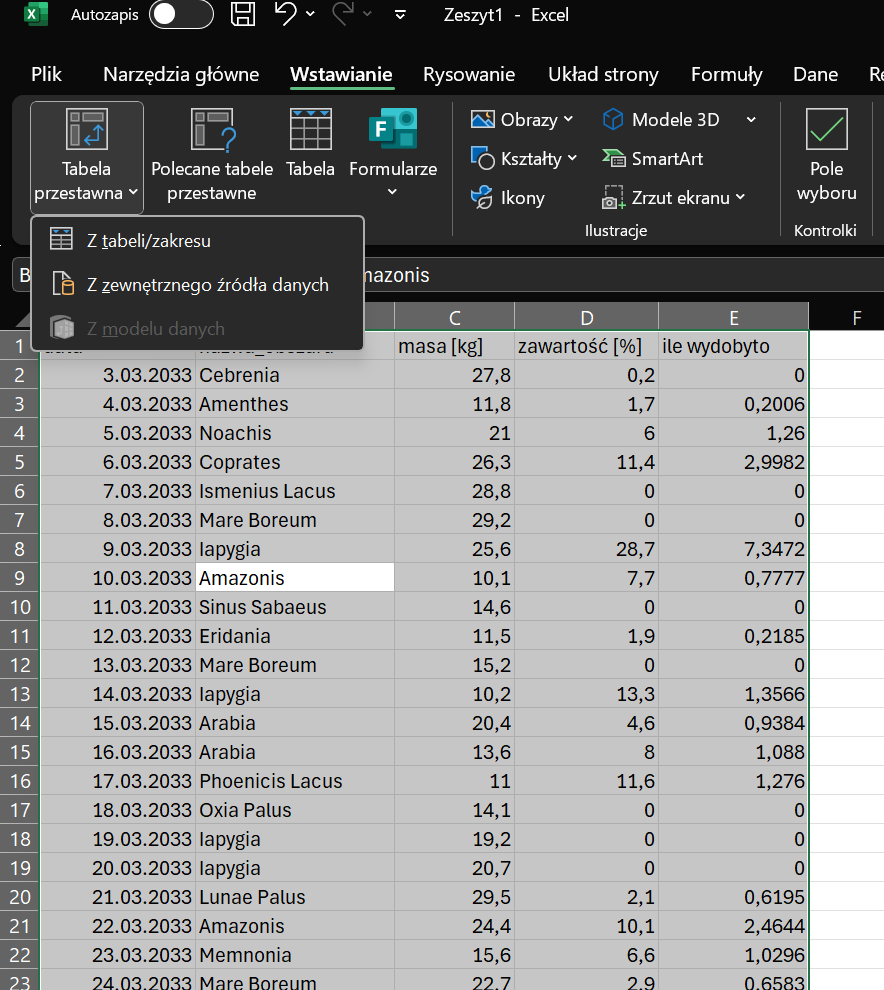 Autozapis Zeszyt1 - Excel
Plik Narzędzia główne Wstawianie Rysowanie Układ strony Formuły Dane
Tabela przestawna
Polecane tabele przestawne
Tabela
Formularze
Obrazy
Kształty
Ikony
Modele 3D
SmartArt
Zrzut ekranu
Ilustracje
Pole wyboru
Kontrolki
Z tabeli/zakresu
Z zewnętrznego źródła danych
Z modelu danych
B mazonis
C D E F
1 masa [kg] zawartość [%] ile wydobyto
2 3.03.2033 Cebrenia 27,8 0,2 0
3 4.03.2033 Amenthes 11,8 1,7 0,2006
4 5.03.2033 Noachis 21 6 1,26
5 6.03.2033 Coprates 26,3 11,4 2,9982
6 7.03.2033 Ismenius Lacus 28,8 0 0
7 8.03.2033 Mare Boreum 29,2 0 0
8 9.03.2033 Iapygia 25,6 28,7 7,3472
9 10.03.2033 Amazonis 10,1 7,7 0,7777
10 11.03.2033 Sinus Sabaeus 14,6 0 0
11 12.03.2033 Eridania 11,5 1,9 0,2185
12 13.03.2033 Mare Boreum 15,2 0 0
13 14.03.2033 Iapygia 10,2 13,3 1,3566
14 15.03.2033 Arabia 20,4 4,6 0,9384
15 16.03.2033 Arabia 13,6 8 1,088
16 17.03.2033 Phoenicis Lacus 11 11,6 1,276
17 18.03.2033 Oxia Palus 14,1 0 0
18 19.03.2033 Iapygia 19,2 0 0
19 20.03.2033 Iapygia 20,7 0 0
20 21.03.2033 Lunae Palus 29,5 2,1 0,6195
21 22.03.2033 Amazonis 24,4 10,1 2,4644
22 23.03.2033 Memnonia 15,6 6,6 1,0296
23 24.03.2033 Mare Boreum 22,7 2,9 0,6583